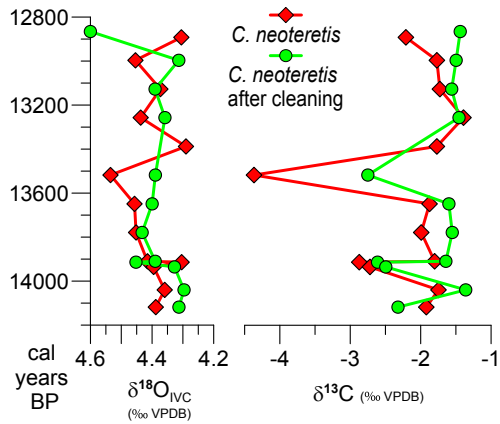 12800
13200
13600
14000
cal
years
BP
C. neoteretis
C. neoteretis
after cleaning
4.6 4.4 4.2
δ¹⁸O_IVC
(‰ VPDB)
-4 -3 -2 -1
δ¹³C (‰ VPDB)